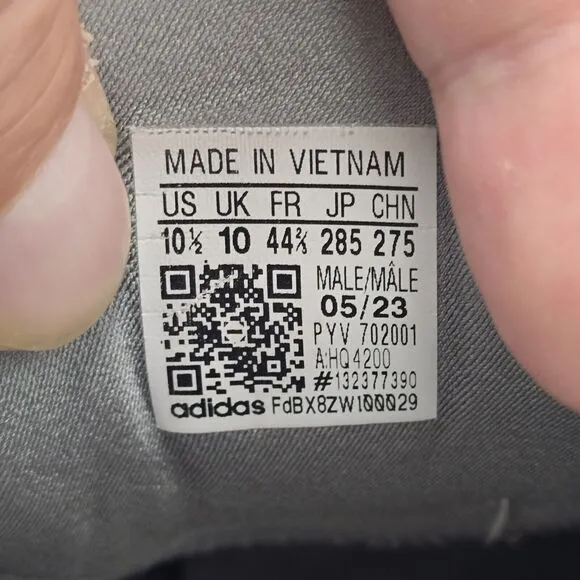 MADE IN VIETNAM
US UK FR JP CHN
10½ 10 44⅔ 285 275
MALE/MÂLE
05/23
PYV 702001
A:HQ4200
#132377390
adidas FdBX8ZW100029